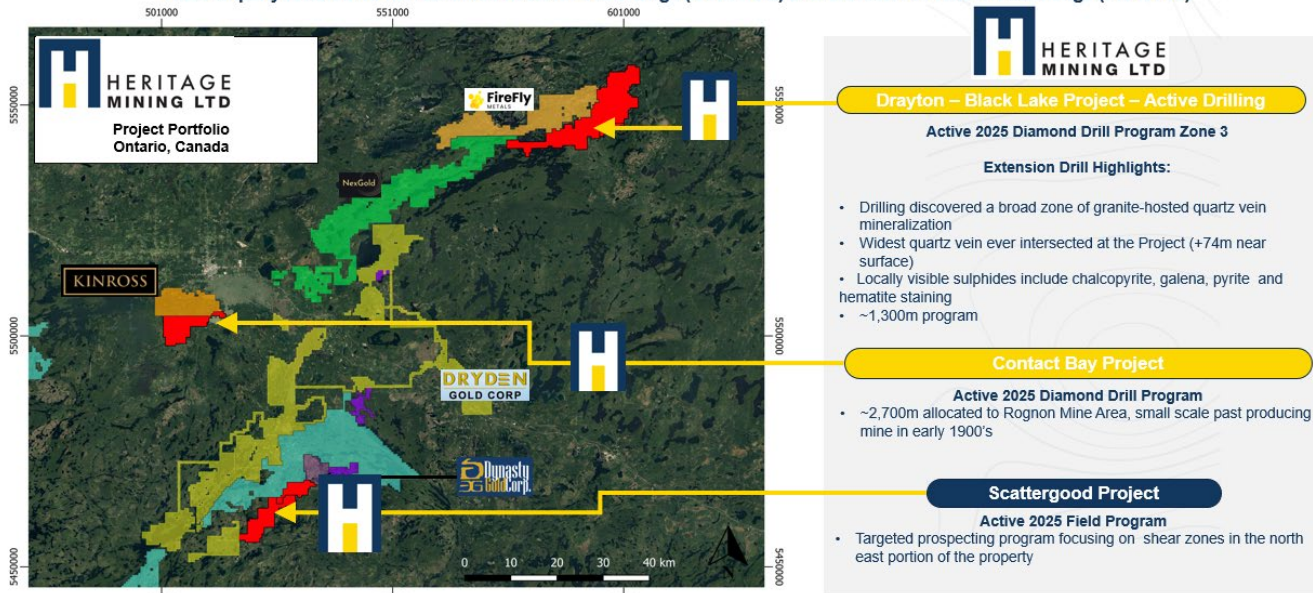 501000
551000
601000
HERITAGE
MINING LTD
Project Portfolio
Ontario, Canada
5550000
5500000
5450000
FireFly
METALS
NexGold
KINROSS
DRYDEN
GOLD CORP
Dynasty
GoldCorp.
0 10 20 30 40 km
5550000
5500000
5450000
HERITAGE
MINING LTD
Drayton – Black Lake Project – Active Drilling
Active 2025 Diamond Drill Program Zone 3
Extension Drill Highlights:
• Drilling discovered a broad zone of granite-hosted quartz vein
mineralization
• Widest quartz vein ever intersected at the Project (+74m near
surface)
• Locally visible sulphides include chalcopyrite, galena, pyrite and
hematite staining
• ~1,300m program
Contact Bay Project
Active 2025 Diamond Drill Program
• ~2,700m allocated to Rognon Mine Area, small scale past producing
mine in early 1900's
Scattergood Project
Active 2025 Field Program
• Targeted prospecting program focusing on shear zones in the north
east portion of the property